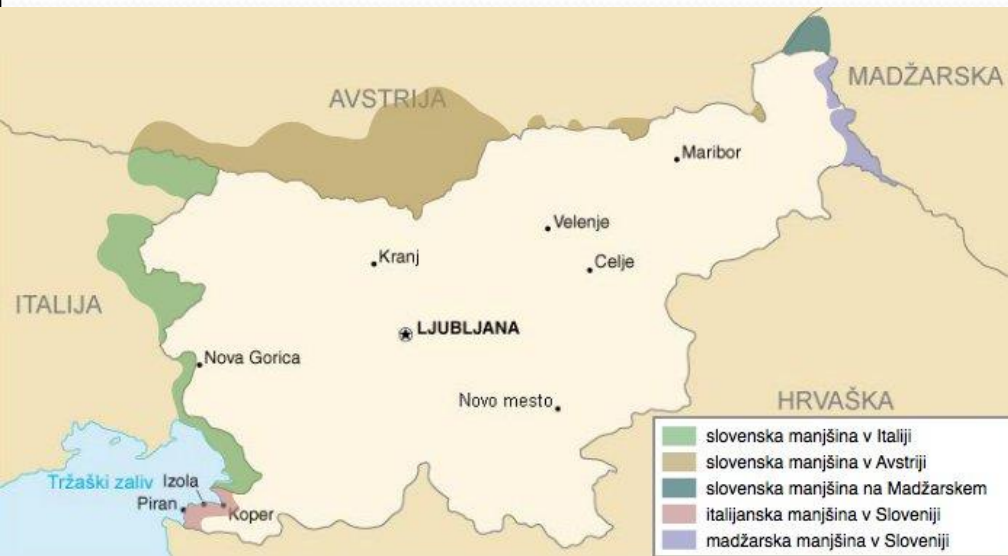 AVSTRIJA
MADŽARSKA
Maribor
Velenje
Kranj
Celje
ITALIJA
LJUBLJANA
Nova Gorica
Novo mesto
HRVAŠKA
Tržaški zaliv
Izola
Piran
Koper
slovenska manjšina v Italiji
slovenska manjšina v Avstriji
slovenska manjšina na Madžarskem
italijanska manjšina v Sloveniji
madžarska manjšina v Sloveniji